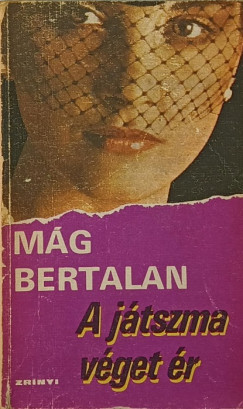 MÁG
BERTALAN
A játszma
véget ér
ZRÍNYI